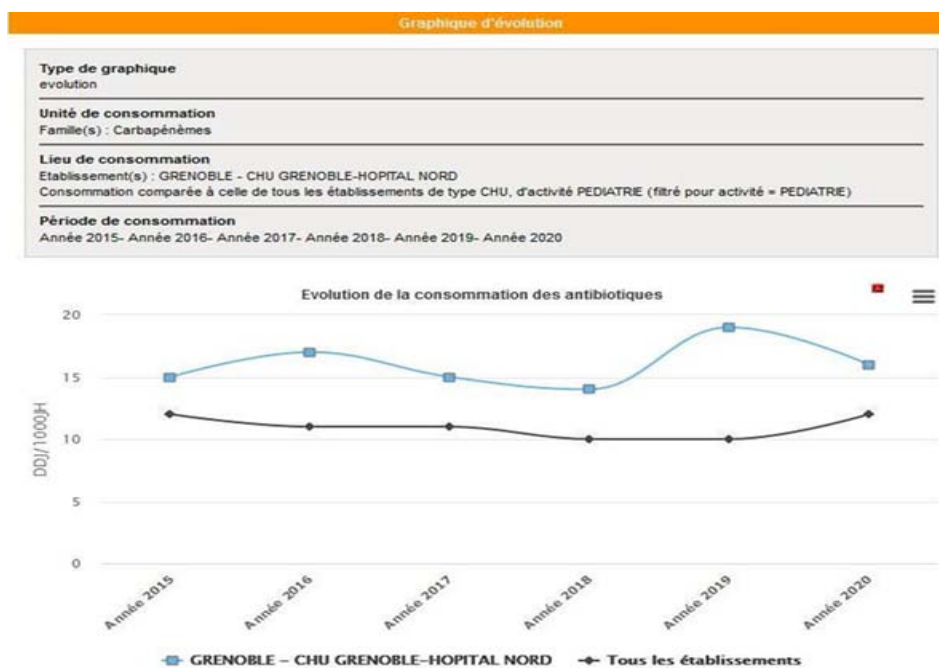 Graphique d'évolution
Type de graphique
evolution
Unité de consommation
Famille(s) : Carbapénèmes
Lieu de consommation
Etablissement(s) : GRENOBLE - CHU GRENOBLE-HOPITAL NORD
Consommation comparée à celle de tous les établissements de type CHU, d'activité PEDIATRIE (filtré pour activité = PEDIATRIE)
Période de consommation
Année 2015- Année 2016- Année 2017- Année 2018- Année 2019- Année 2020
Evolution de la consommation des antibiotiques
DDJ/1000JH
20
15
10
5
0
Année 2015
Année 2016
Année 2017
Année 2018
Année 2019
Année 2020
GRENOBLE – CHU GRENOBLE–HOPITAL NORD
Tous les établissements